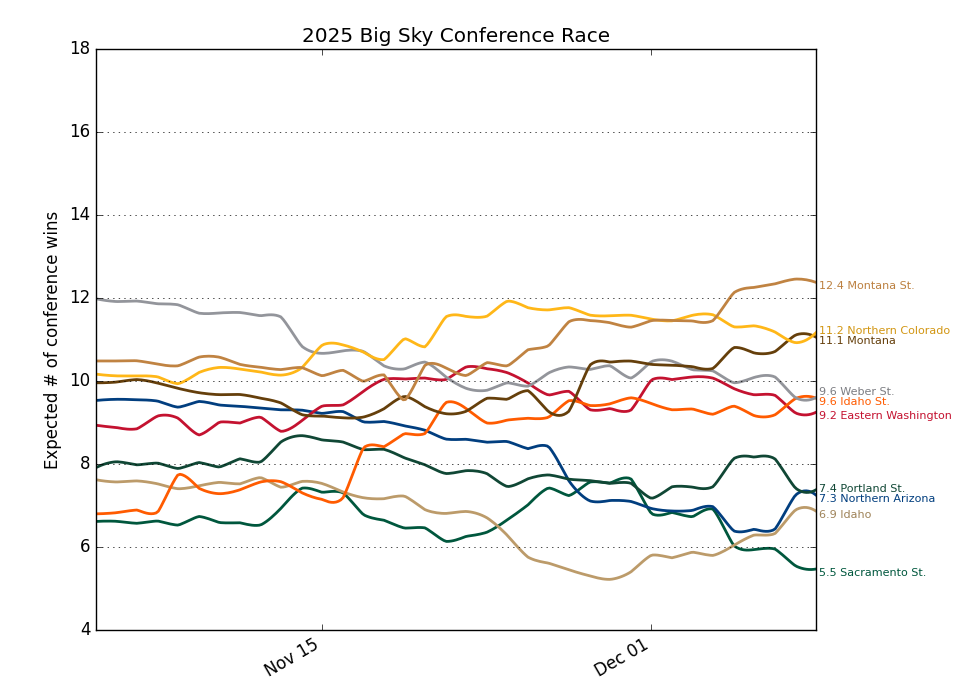 2025 Big Sky Conference Race
Expected # of conference wins
18
16
14
12
10
8
6
4
Nov 15
Dec 01
12.4 Montana St.
11.2 Northern Colorado
11.1 Montana
9.6 Weber St.
9.6 Idaho St.
9.2 Eastern Washington
7.4 Portland St.
7.3 Northern Arizona
6.9 Idaho
5.5 Sacramento St.